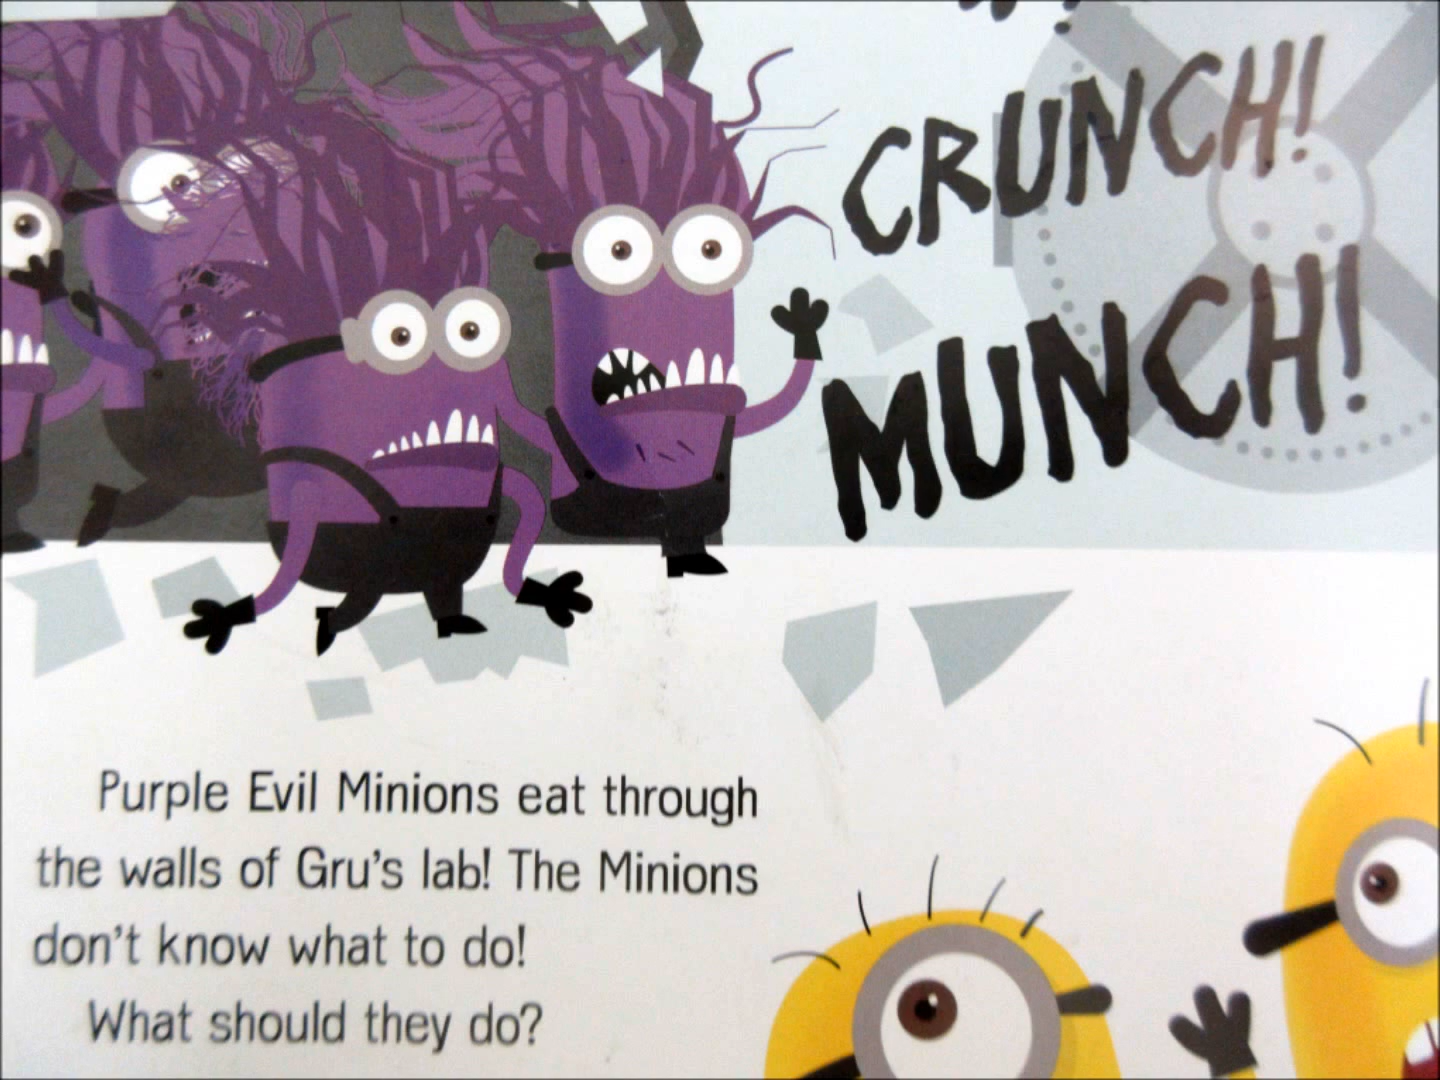 CRUNCH!
MUNCH!
Purple Evil Minions eat through
the walls of Gru's lab! The Minions
don't know what to do!
What should they do?